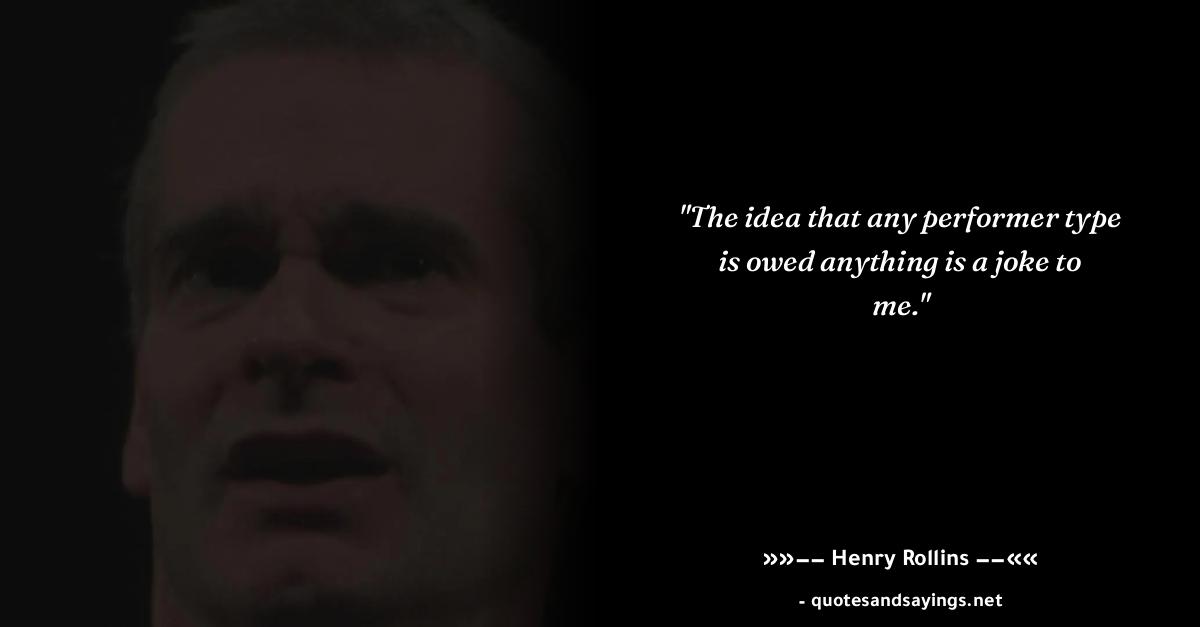 "The idea that any performer type
is owed anything is a joke to
me."
»»−− Henry Rollins −−««
- quotesandsayings.net